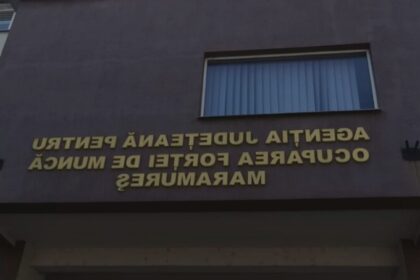 AGENȚIA JUDEȚEANĂ PENTRU
OCUPAREA FORȚEI DE MUNCĂ
MARAMUREȘ